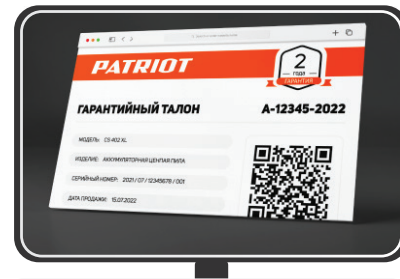 PATRIOT
2
ГОДА
ГАРАНТИЯ
ГАРАНТИЙНЫЙ ТАЛОН
A-12345-2022
МОДЕЛЬ: CS 402 XL
ИЗДЕЛИЕ: АККУМУЛЯТОРНАЯ ЦЕПНАЯ ПИЛА
СЕРИЙНЫЙ НОМЕР: 2021 / 07 / 12345678 / 001
ДАТА ПРОДАЖИ: 15.07.2022